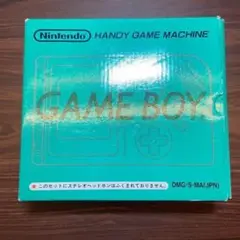 Nintendo HANDY GAME MACHINE
GAME BOY
※このセットにステレオヘッドホンはふくまれておりません。 DMG-S-MA(JPN)